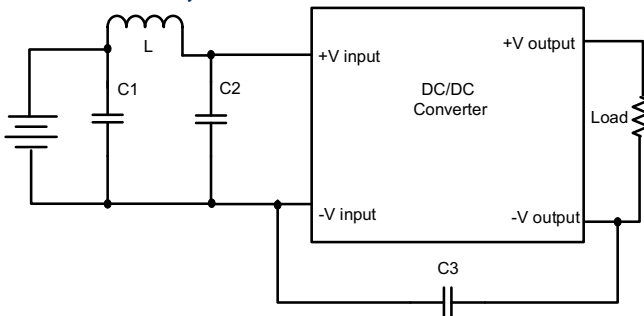 L
C1
C2
+V input
-V input
DC/DC
Converter
+V output
-V output
Load
C3